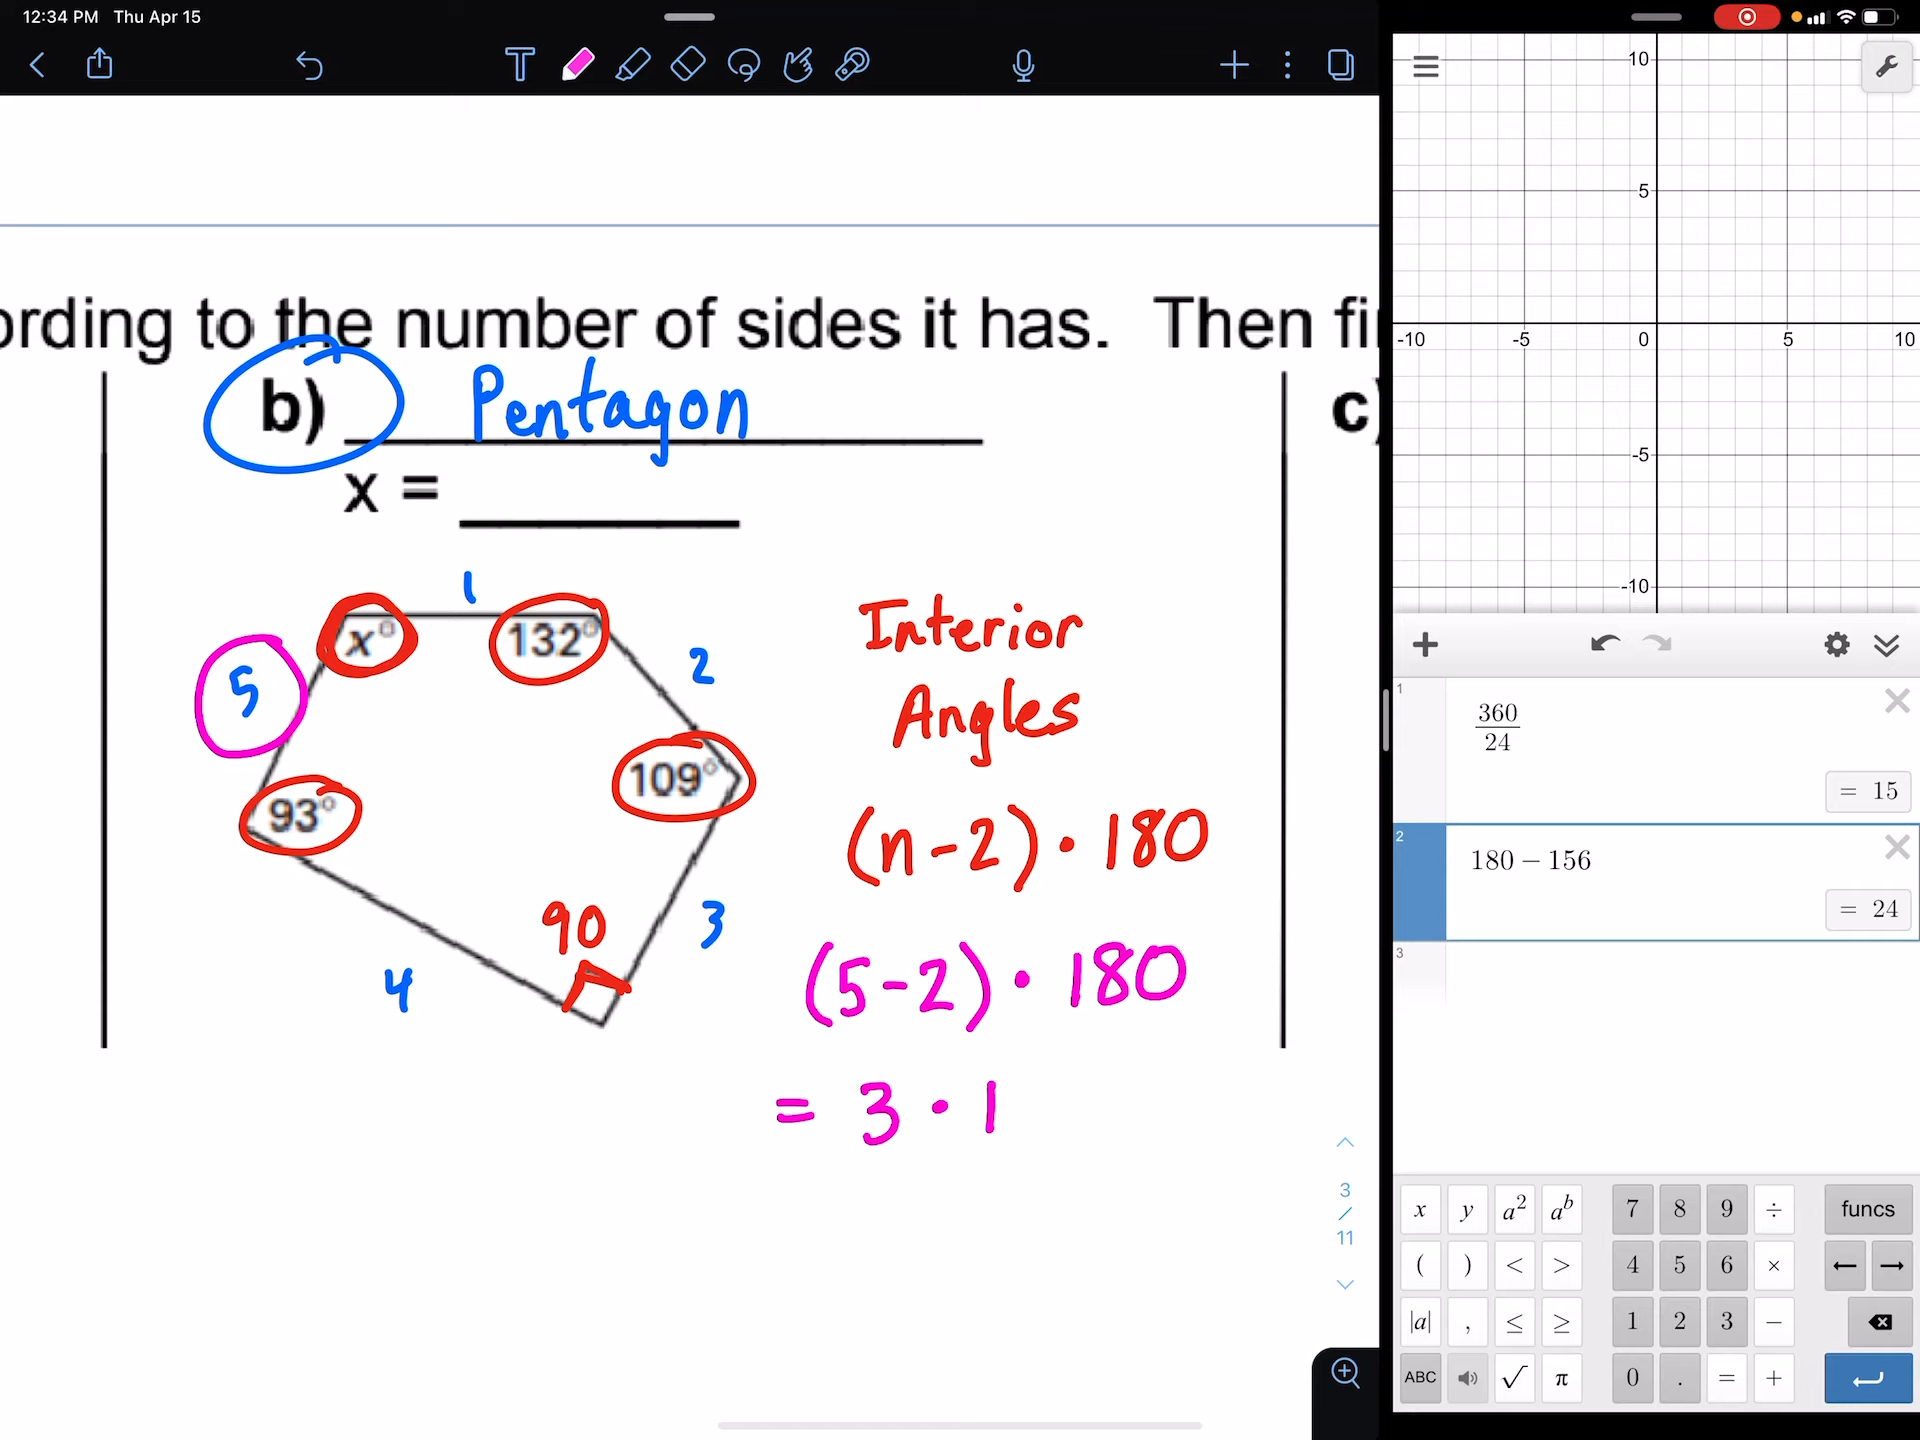 12:34 PM Thu Apr 15
ording to the number of sides it has. Then fi
b) Pentagon
x =
c)
1
x° 132°
2
5
109°
93°
90
3
4
Interior
Angles
(n-2) · 180
(5-2) · 180
= 3 · 1
3
/
11
10
5
-10 -5 0 5 10
-5
-10
1
360
24
= 15
2
180 − 156
= 24
3
x y a² aᵇ 7 8 9 ÷ funcs
( ) < > 4 5 6 × ← →
|a| , ≤ ≥ 1 2 3 −
ABC √ π 0 . = +